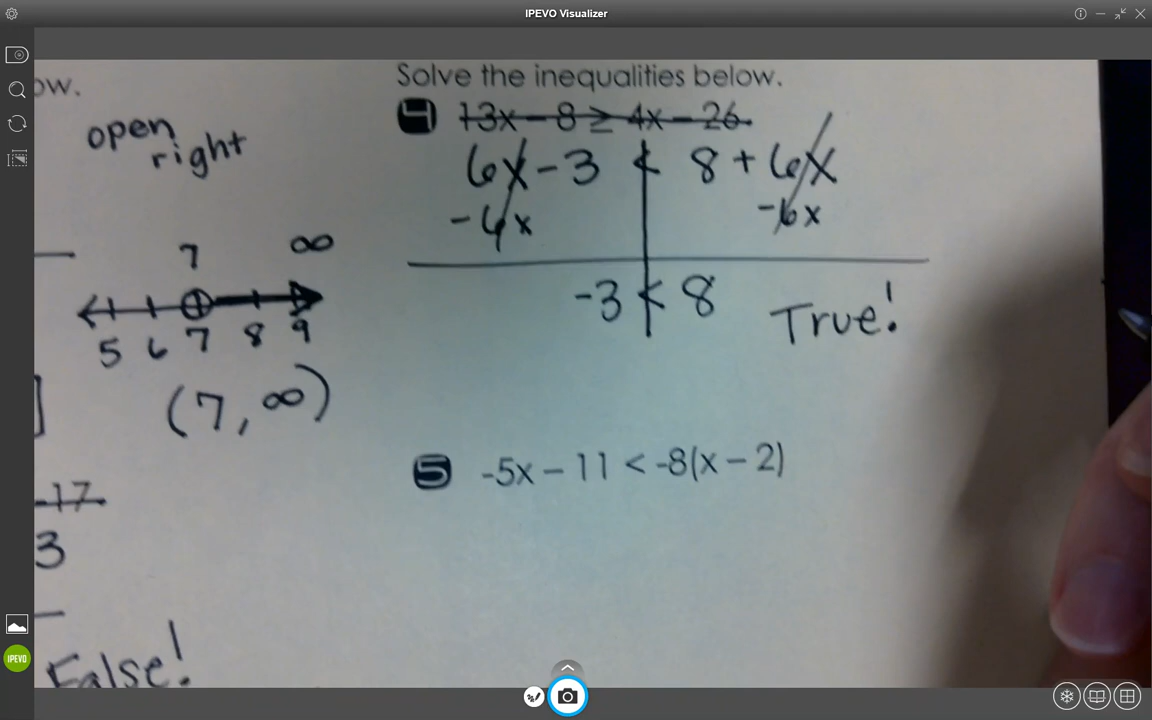 IPEVO Visualizer
ow.
open
right
7 ∞
5 6 7 8 9
(7, ∞)
]
-17
3
False!
Solve the inequalities below.
4 13x - 8 ≥ 4x - 26
6x - 3 < 8 + 6x
-6x -6x
-3 < 8 True!
5 -5x - 11 < -8(x - 2)
IPEVO